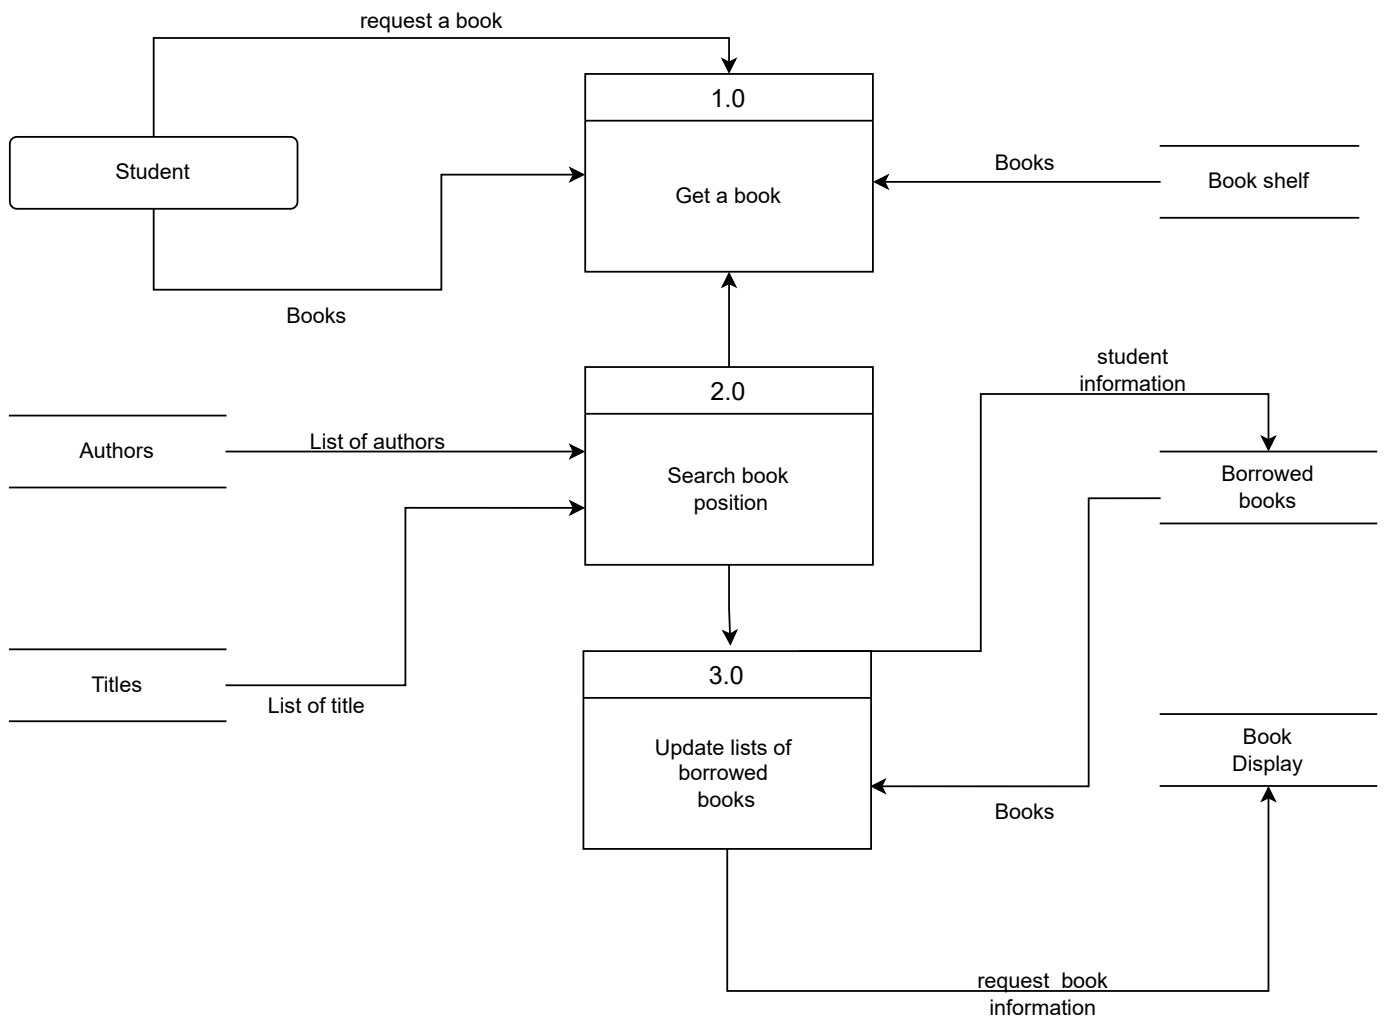 request a book
1.0
Student
Get a book
Books
Book shelf
Books
student
information
2.0
Authors
List of authors
Search book
position
Borrowed
books
3.0
Titles
List of title
Update lists of
borrowed
books
Book
Display
Books
request  book
information